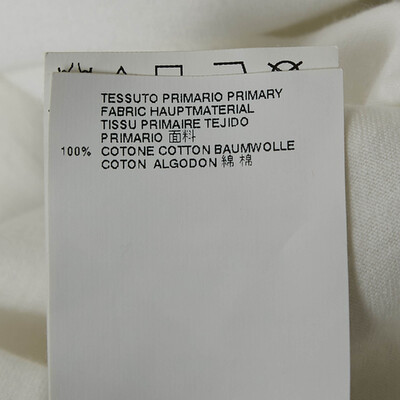 TESSUTO PRIMARIO PRIMARY
FABRIC HAUPTMATERIAL
TISSU PRIMAIRE TEJIDO
PRIMARIO 面料
100% COTONE COTTON BAUMWOLLE
COTON ALGODON 綿 棉